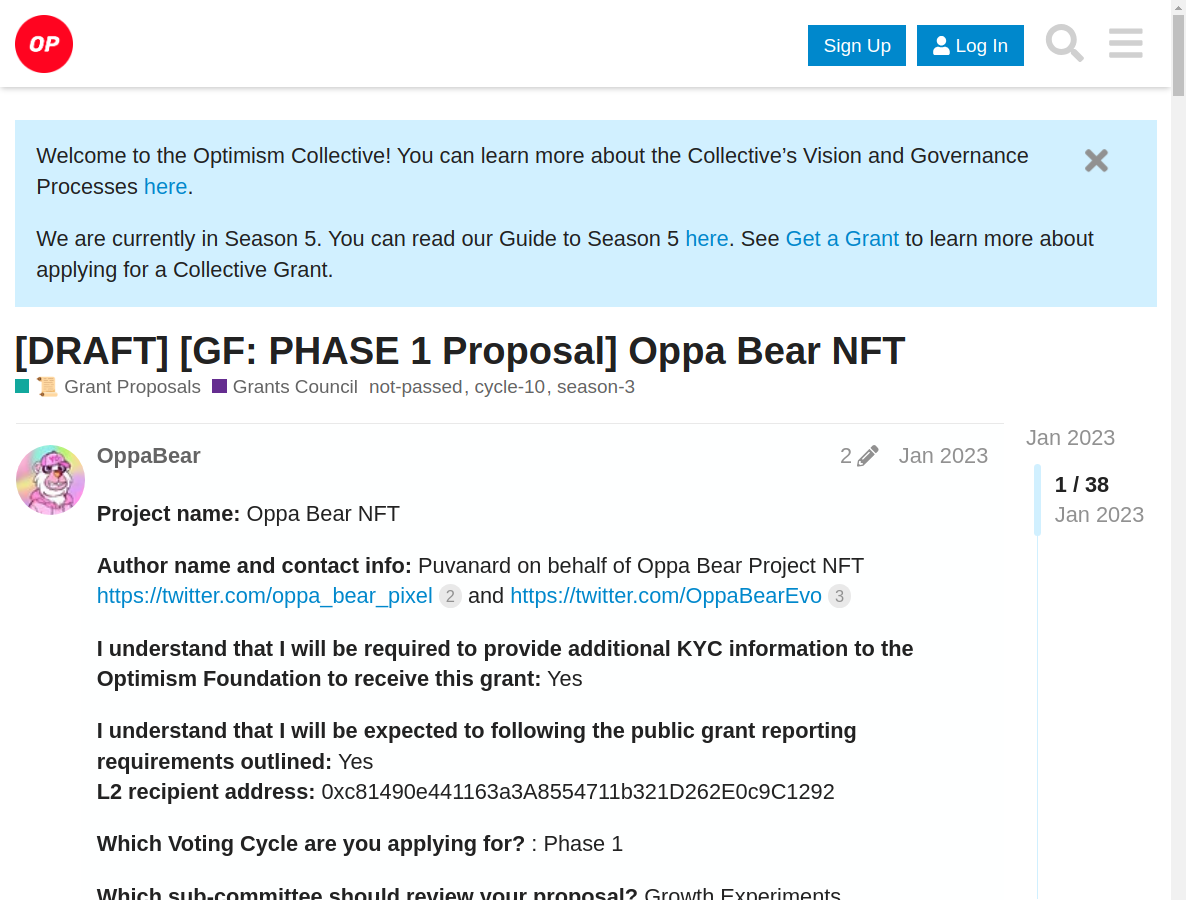 OP
Sign Up
Log In
Welcome to the Optimism Collective! You can learn more about the Collective’s Vision and Governance
Processes here.
We are currently in Season 5. You can read our Guide to Season 5 here. See Get a Grant to learn more about
applying for a Collective Grant.
[DRAFT] [GF: PHASE 1 Proposal] Oppa Bear NFT
📜 Grant Proposals Grants Council not-passed, cycle-10, season-3
OppaBear 2 Jan 2023
Jan 2023
1 / 38
Jan 2023
Project name: Oppa Bear NFT
Author name and contact info: Puvanard on behalf of Oppa Bear Project NFT
https://twitter.com/oppa_bear_pixel 2 and https://twitter.com/OppaBearEvo 3
I understand that I will be required to provide additional KYC information to the
Optimism Foundation to receive this grant: Yes
I understand that I will be expected to following the public grant reporting
requirements outlined: Yes
L2 recipient address: 0xc81490e441163a3A8554711b321D262E0c9C1292
Which Voting Cycle are you applying for? : Phase 1
Which sub-committee should review your proposal? Growth Experiments